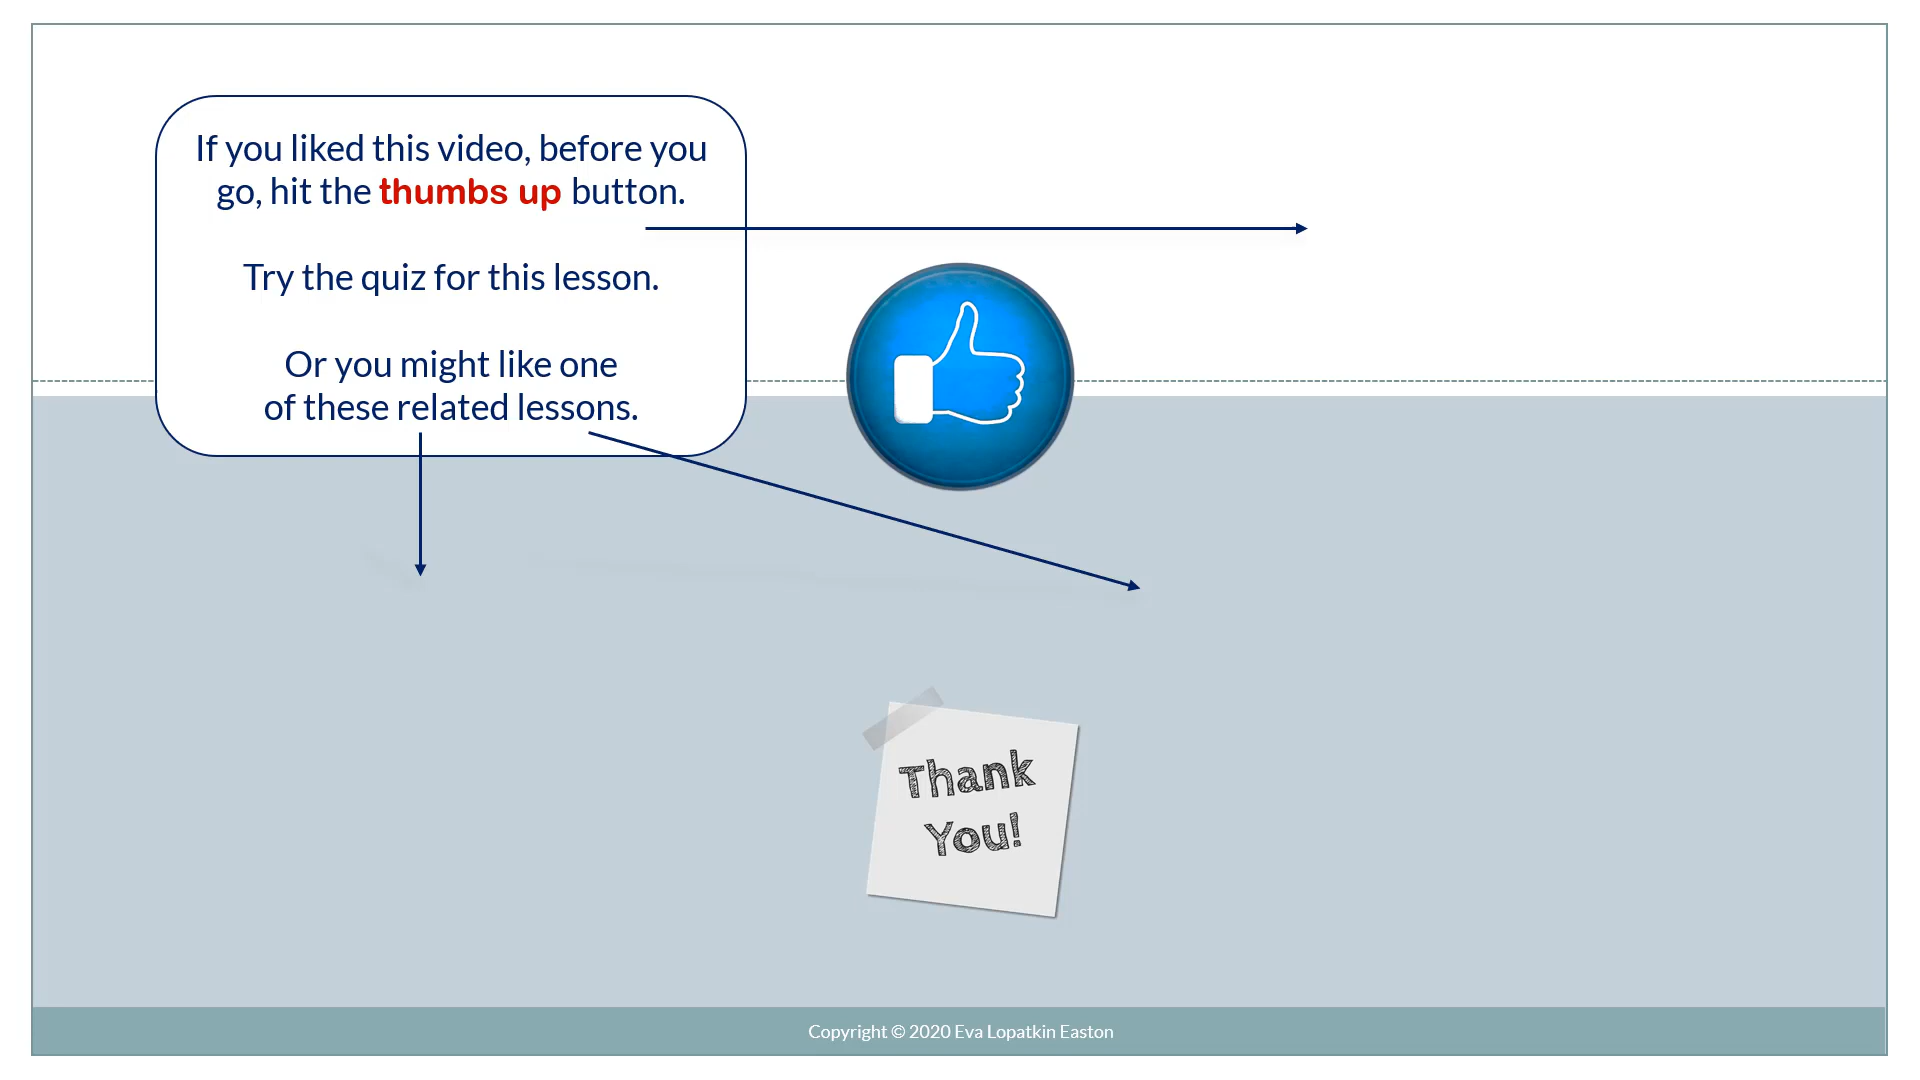 If you liked this video, before you
go, hit the thumbs up button.
Try the quiz for this lesson.
Or you might like one
of these related lessons.
Thank
You!
Copyright © 2020 Eva Lopatkin Easton